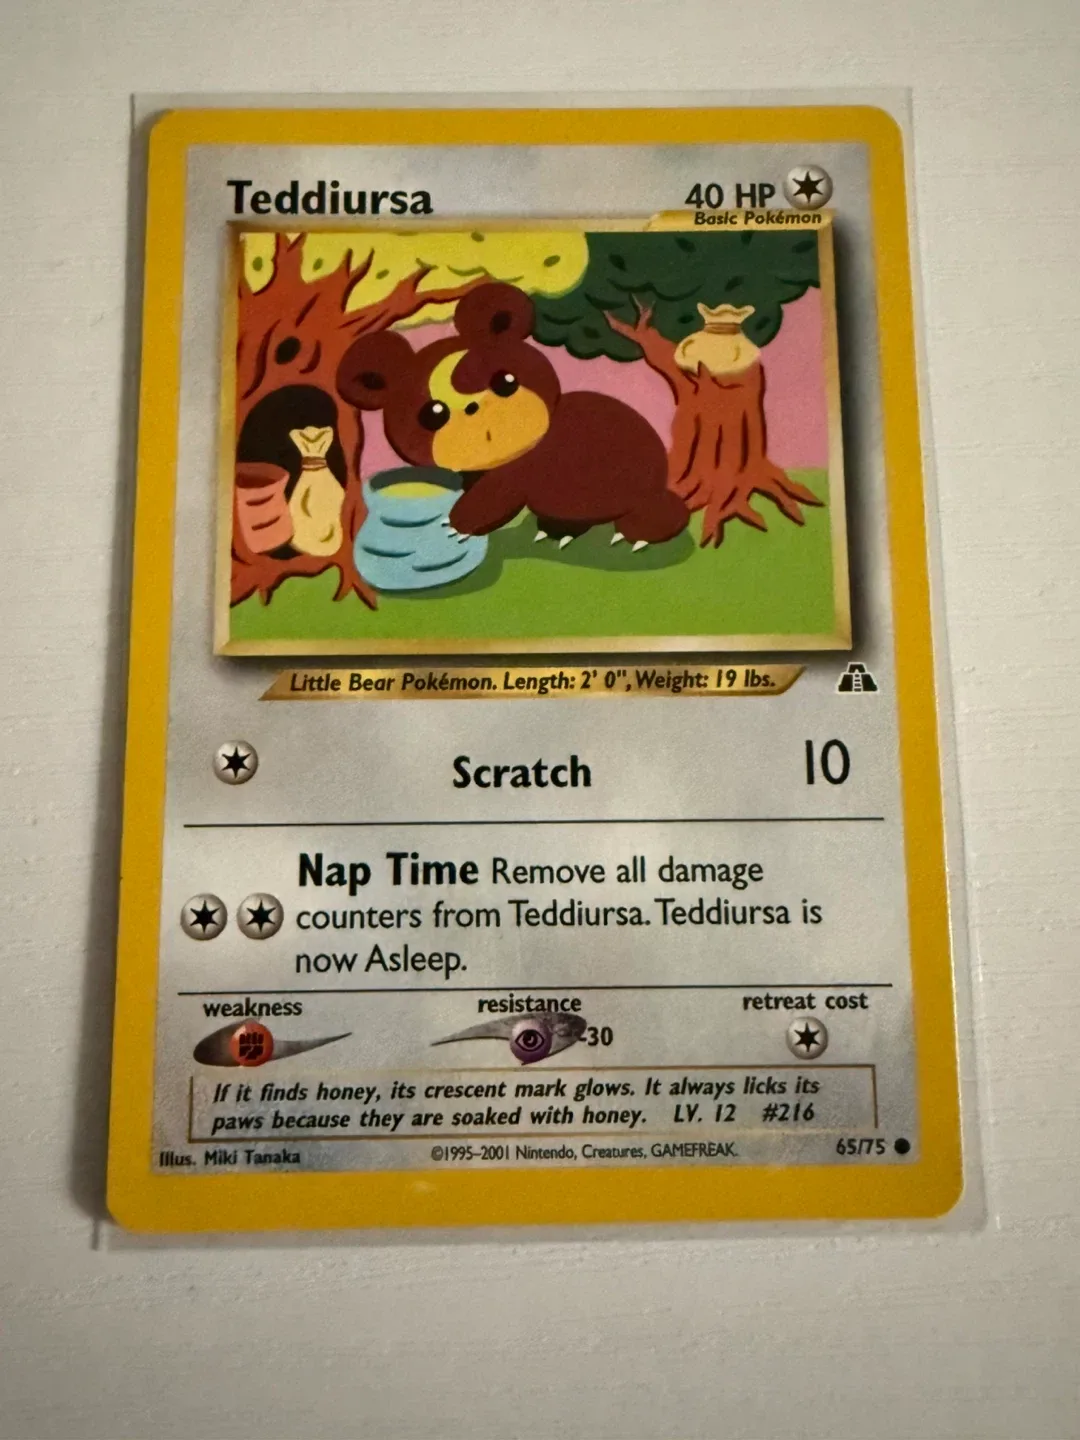 Teddiursa
40 HP
Basic Pokémon
Little Bear Pokémon. Length: 2' 0", Weight: 19 lbs.
Scratch 10
Nap Time Remove all damage
counters from Teddiursa. Teddiursa is
now Asleep.
weakness resistance retreat cost
-30
If it finds honey, its crescent mark glows. It always licks its
paws because they are soaked with honey. LV. 12 #216
Illus. Miki Tanaka ©1995–2001 Nintendo, Creatures, GAMEFREAK. 65/75